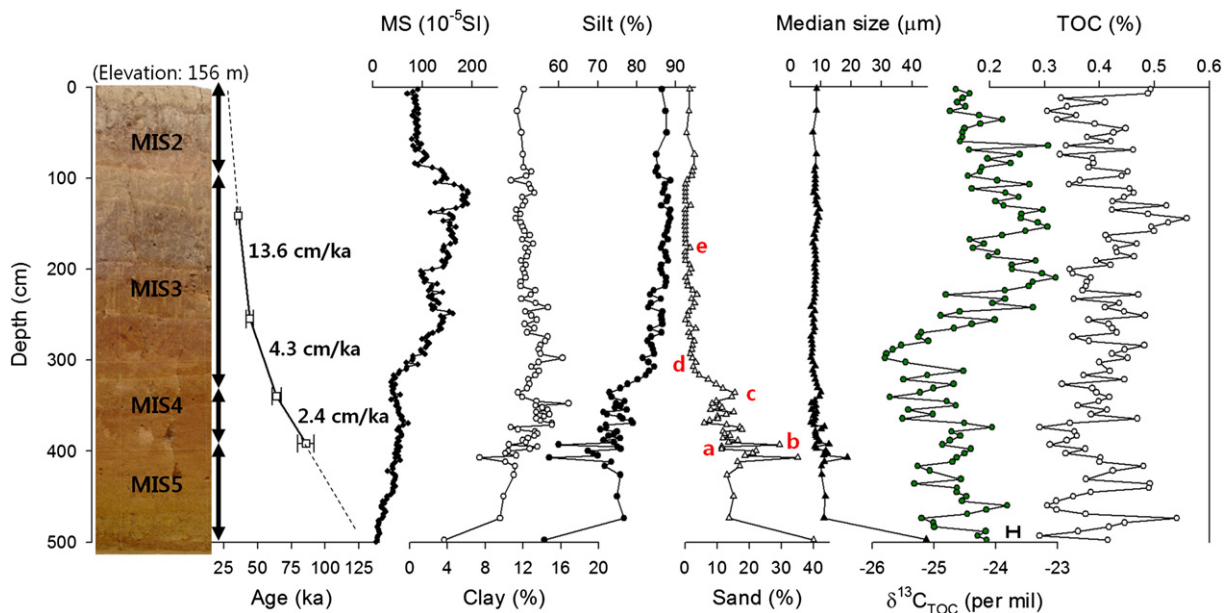 MS (10⁻⁵SI) Silt (%) Median size (μm) TOC (%)
0 100 200 60 70 80 90 0 10 20 30 40 0.2 0.3 0.4 0.5 0.6
(Elevation: 156 m)
Depth (cm)
0
100
200
300
400
500
MIS2
MIS3
MIS4
MIS5
13.6 cm/ka
4.3 cm/ka
2.4 cm/ka
e
d
c
b
a
25 50 75 100 125 0 4 8 12 16 20 0 10 20 30 40 -26 -25 -24 -23
Age (ka) Clay (%) Sand (%) δ¹³C_TOC (per mil)